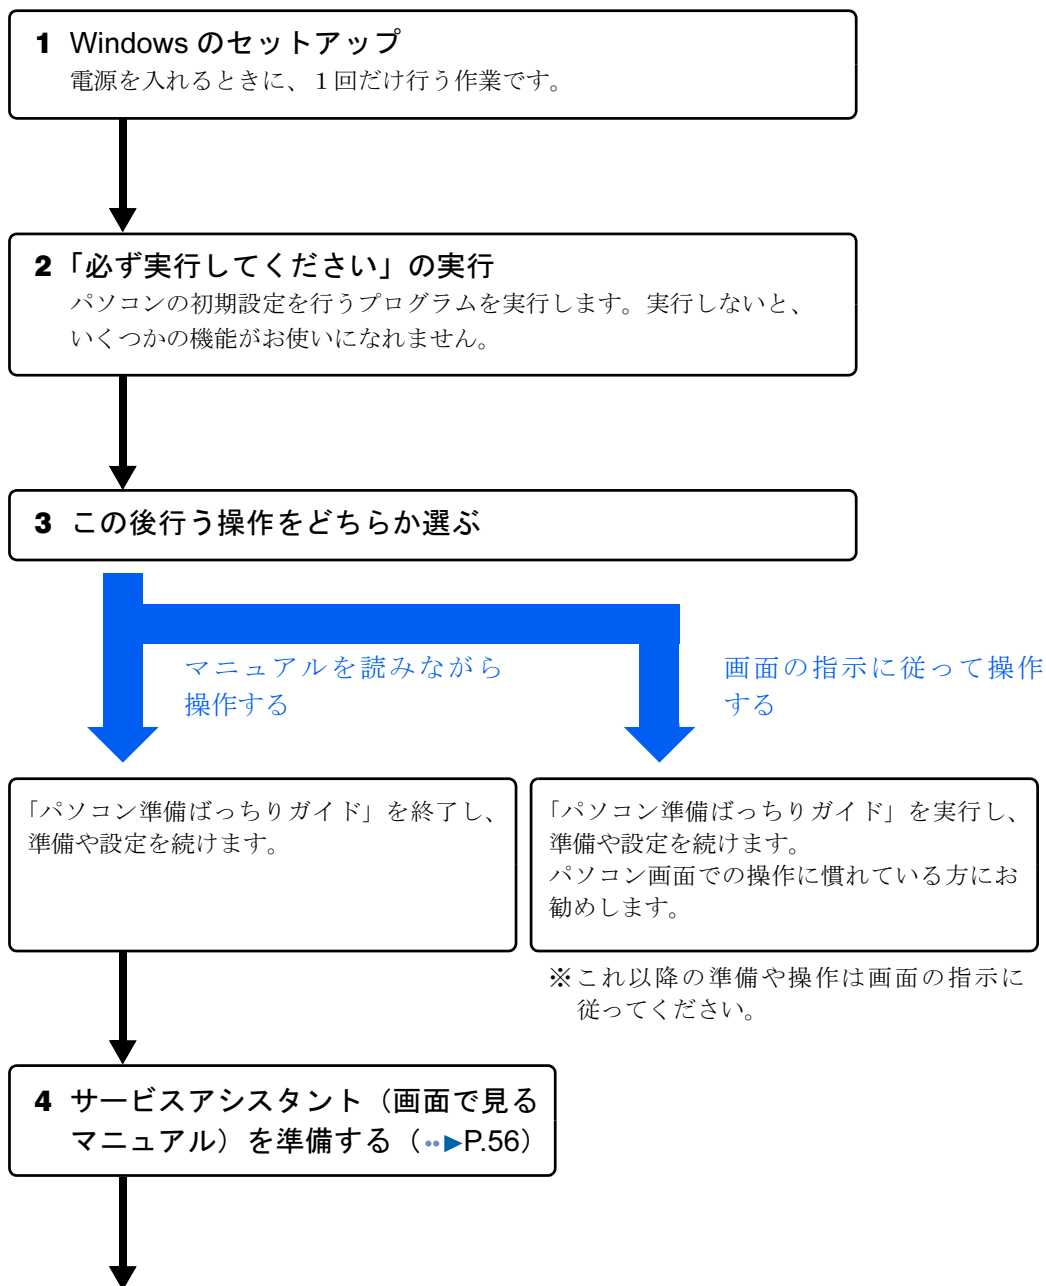 1 Windows のセットアップ
電源を入れるときに、１回だけ行う作業です。
2「必ず実行してください」の実行
パソコンの初期設定を行うプログラムを実行します。実行しないと、
いくつかの機能がお使いになれません。
3 この後行う操作をどちらか選ぶ
マニュアルを読みながら
操作する
画面の指示に従って操作
する
「パソコン準備ばっちりガイド」を終了し、
準備や設定を続けます。
「パソコン準備ばっちりガイド」を実行し、
準備や設定を続けます。
パソコン画面での操作に慣れている方にお
勧めします。
※これ以降の準備や操作は画面の指示に
従ってください。
4 サービスアシスタント（画面で見る
マニュアル）を準備する（••▶P.56）